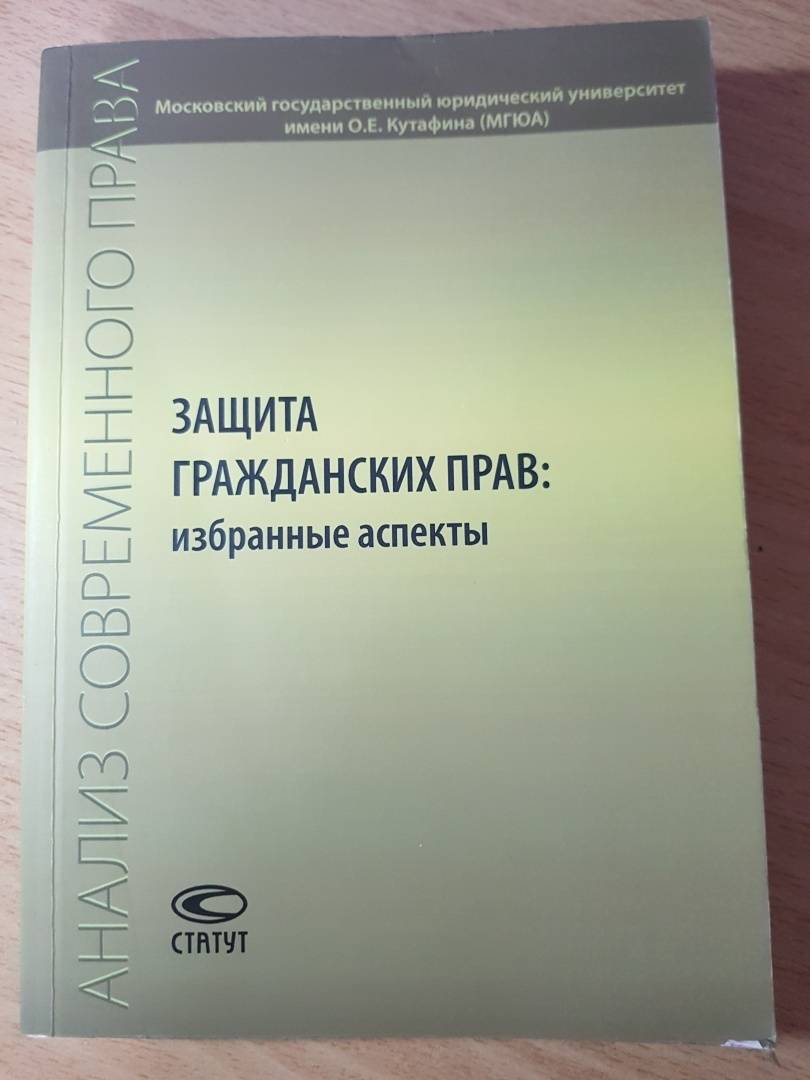 Московский государственный юридический университет
имени О.Е. Кутафина (МГЮА)
АНАЛИЗ СОВРЕМЕННОГО ПРАВА
ЗАЩИТА
ГРАЖДАНСКИХ ПРАВ:
избранные аспекты
СТАТУТ